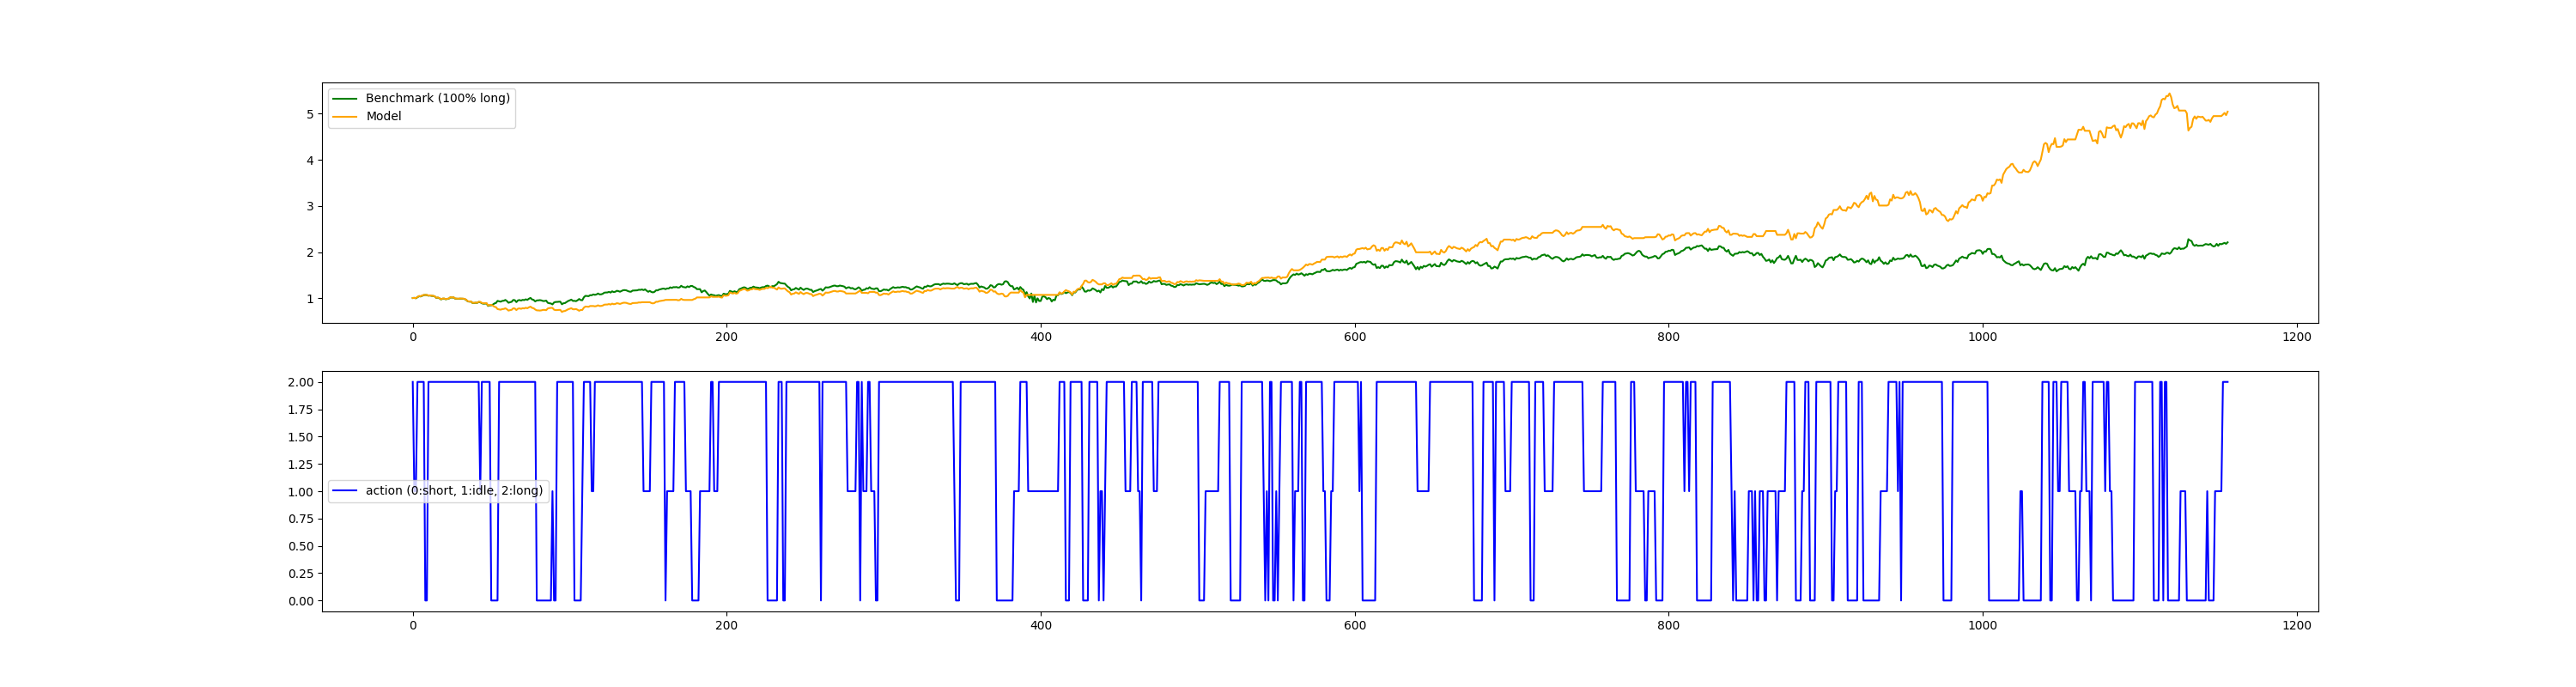 Benchmark (100% long)
Model
5
4
3
2
1
0 200 400 600 800 1000 1200
2.00
1.75
1.50
1.25
1.00
action (0:short, 1:idle, 2:long)
0.75
0.50
0.25
0.00
0 200 400 600 800 1000 1200